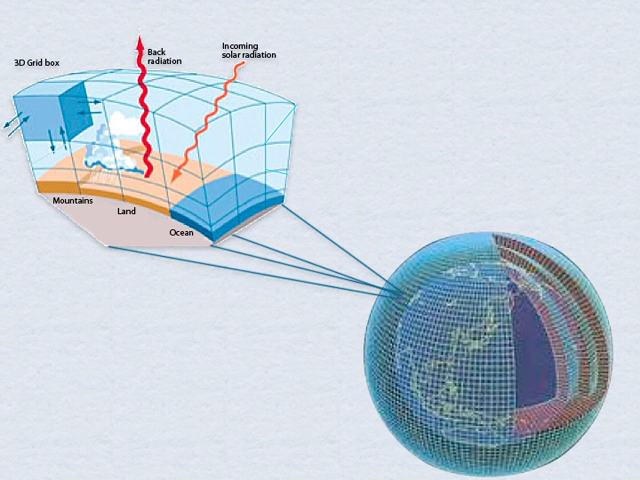 Incoming
solar radiation
Back
radiation
3D Grid box
Mountains
Land
Ocean